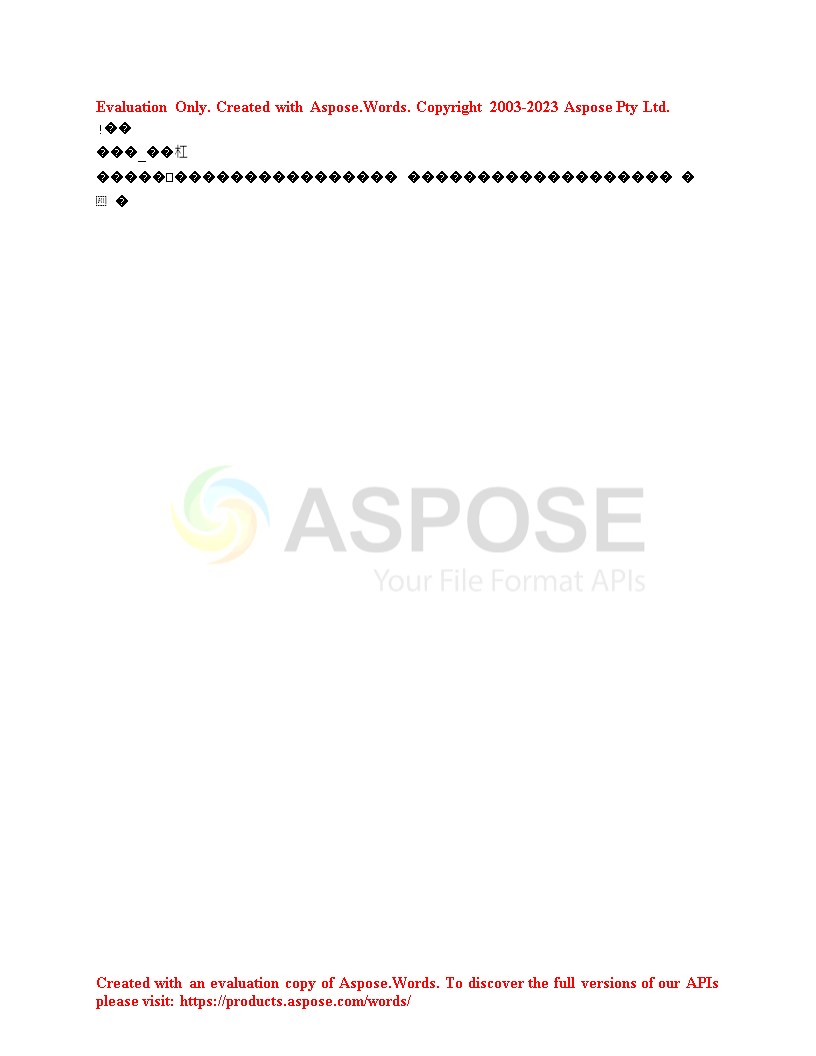 Evaluation Only. Created with Aspose.Words. Copyright 2003-2023 Aspose Pty Ltd.
!��
���_��杠
ASPOSE
Your File Format APIs
Created with an evaluation copy of Aspose.Words. To discover the full versions of our APIs
please visit: https://products.aspose.com/words/